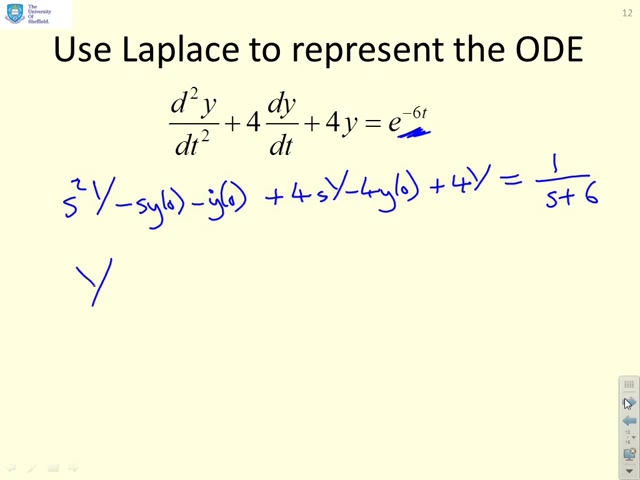 The University Of Sheffield.
12
Use Laplace to represent the ODE
d²y/dt² + 4 dy/dt + 4y = e^(-6t)
s²Y - sy(0) - ẏ(0) + 4sY - 4y(0) + 4Y = 1/(s+6)
Y